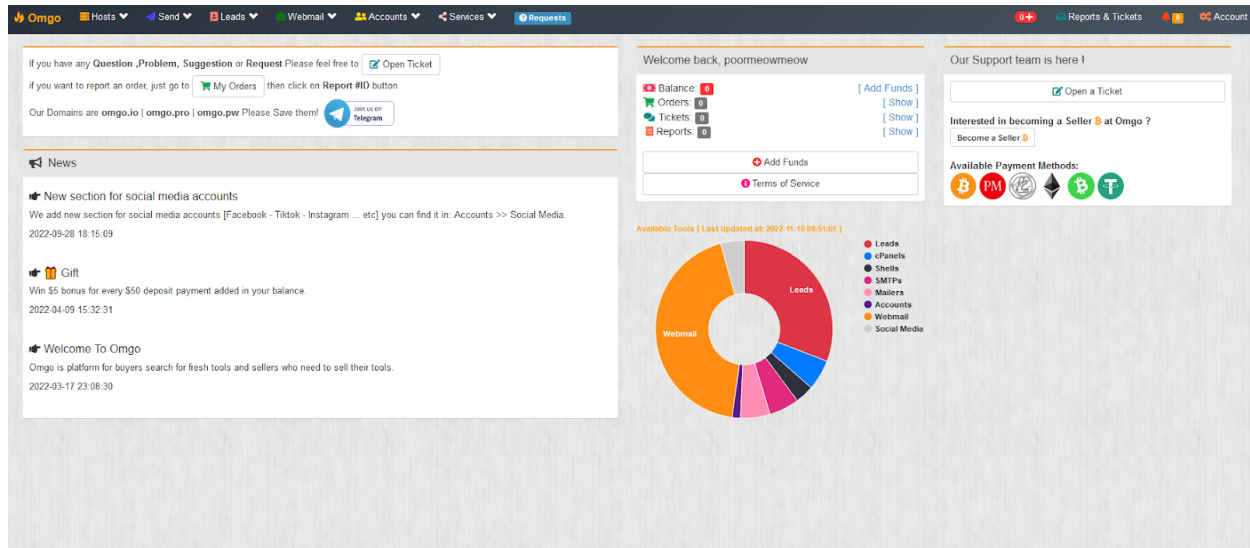 Omgo Hosts Send Leads Webmail Accounts Services Requests 0 Reports & Tickets 0 Account
If you have any Question ,Problem, Suggestion or Request Please feel free to Open Ticket
if you want to report an order, just go to My Orders then click on Report #ID button
Our Domains are omgo.io | omgo.pro | omgo.pw Please Save them! Join us on Telegram
News
New section for social media accounts
We add new section for social media accounts [Facebook - Tiktok - Instagram ... etc] you can find it in: Accounts >> Social Media.
2022-09-28 18:15:09
Gift
Win $5 bonus for every $50 deposit payment added in your balance.
2022-04-09 15:32:31
Welcome To Omgo
Omgo is platform for buyers search for fresh tools and sellers who need to sell their tools.
2022-03-17 23:08:30
Welcome back, poormeowmeow
Balance: 0 [ Add Funds ]
Orders: 0 [ Show ]
Tickets: 0 [ Show ]
Reports: 0 [ Show ]
Add Funds
Terms of Service
Available Tools [ Last Updated at: 2022-11-10 08:51:01 ]
Leads
Webmail
Leads
cPanels
Shells
SMTPs
Mailers
Accounts
Webmail
Social Media
Our Support team is here !
Open a Ticket
Interested in becoming a Seller at Omgo ?
Become a Seller
Available Payment Methods:
PM